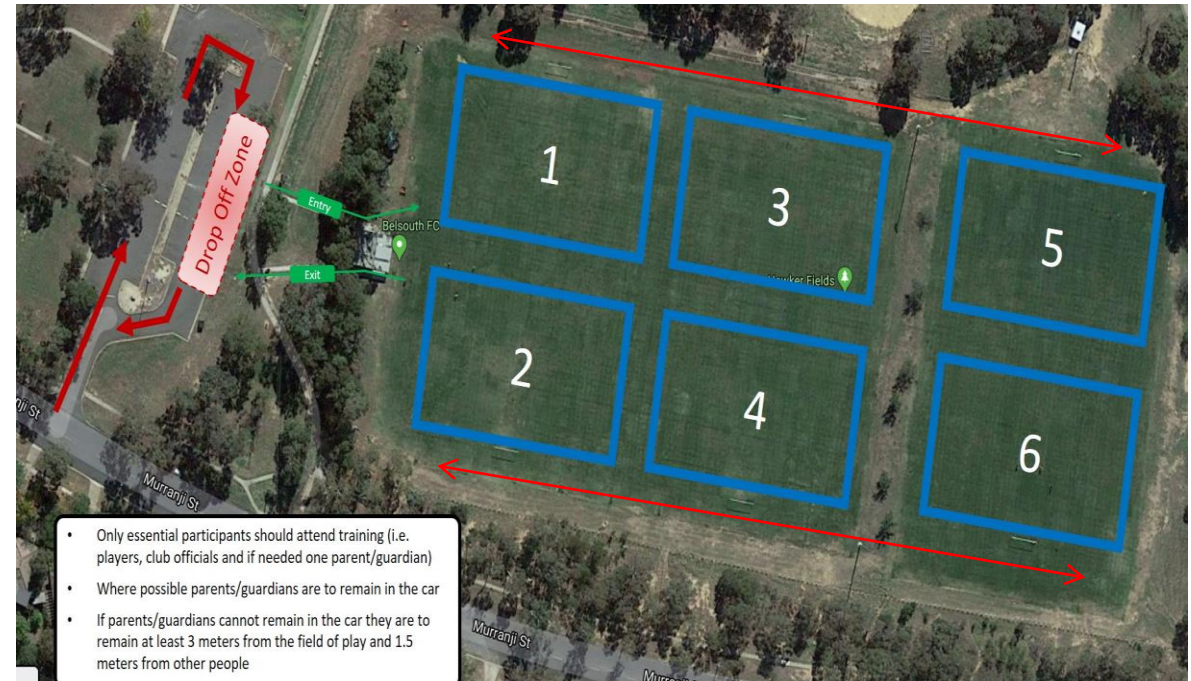 Drop Off Zone
Entry
Exit
Belsouth FC
1
3
5
Hawker Fields
2
4
6
nji St
Murranji St
Murranji St
• Only essential participants should attend training (i.e.
players, club officials and if needed one parent/guardian)
• Where possible parents/guardians are to remain in the car
• If parents/guardians cannot remain in the car they are to
remain at least 3 meters from the field of play and 1.5
meters from other people